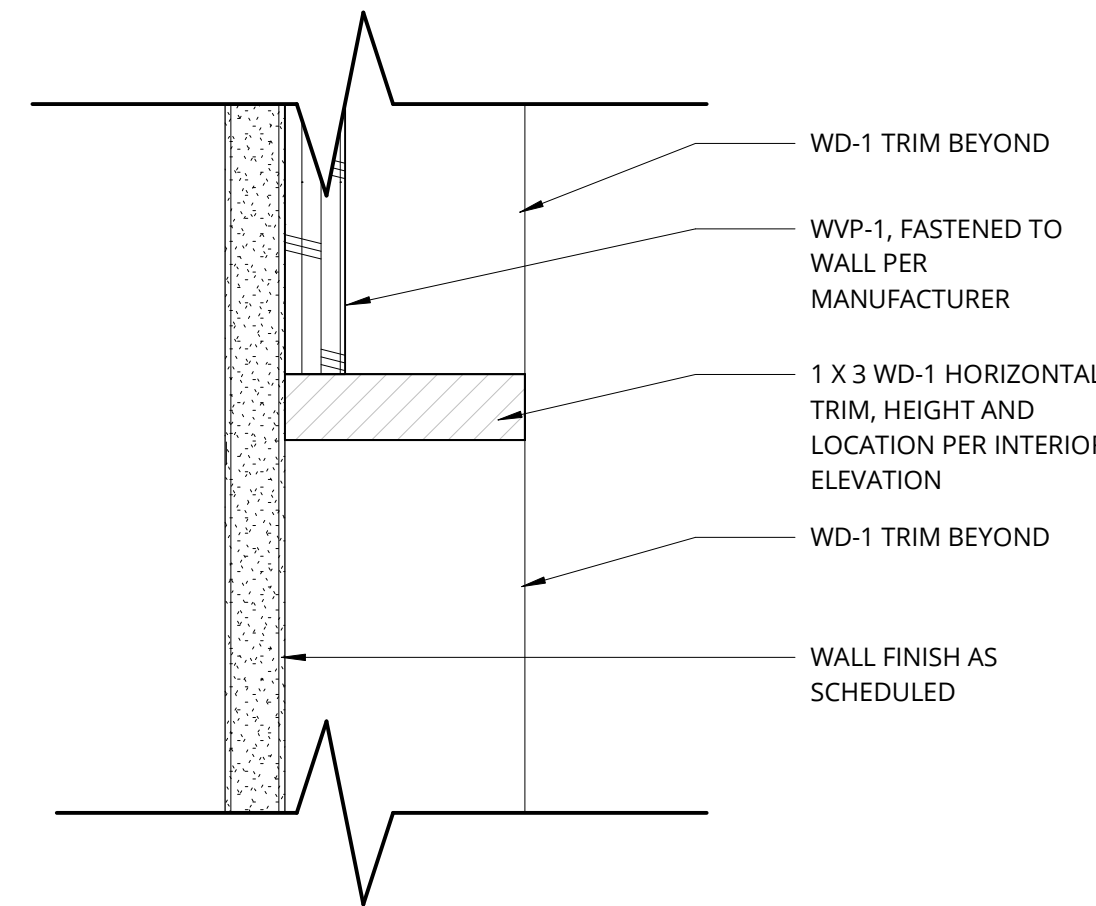 WD-1 TRIM BEYOND
WVP-1, FASTENED TO
WALL PER
MANUFACTURER
1 X 3 WD-1 HORIZONTAL
TRIM, HEIGHT AND
LOCATION PER INTERIOR
ELEVATION
WD-1 TRIM BEYOND
WALL FINISH AS
SCHEDULED